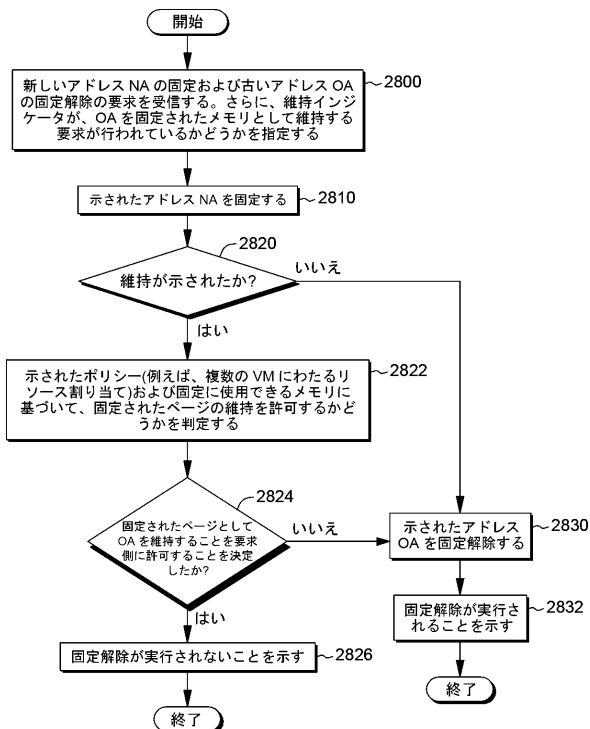 開始
新しいアドレス NA の固定および古いアドレス OA
の固定解除の要求を受信する。さらに、維持インジ
ケータが、OA を固定されたメモリとして維持する
要求が行われているかどうかを指定する
2800
示されたアドレス NA を固定する
2810
2820
維持が示されたか?
いいえ
はい
示されたポリシー(例えば、複数の VM にわたるリ
ソース割り当て)および固定に使用できるメモリに
基づいて、固定されたページの維持を許可するかど
うかを判定する
2822
2824
固定されたページとして
OA を維持することを要求
側に許可することを決定
したか?
いいえ
はい
示されたアドレス
OA を固定解除する
2830
固定解除が実行さ
れることを示す
2832
終了
固定解除が実行されないことを示す
2826
終了